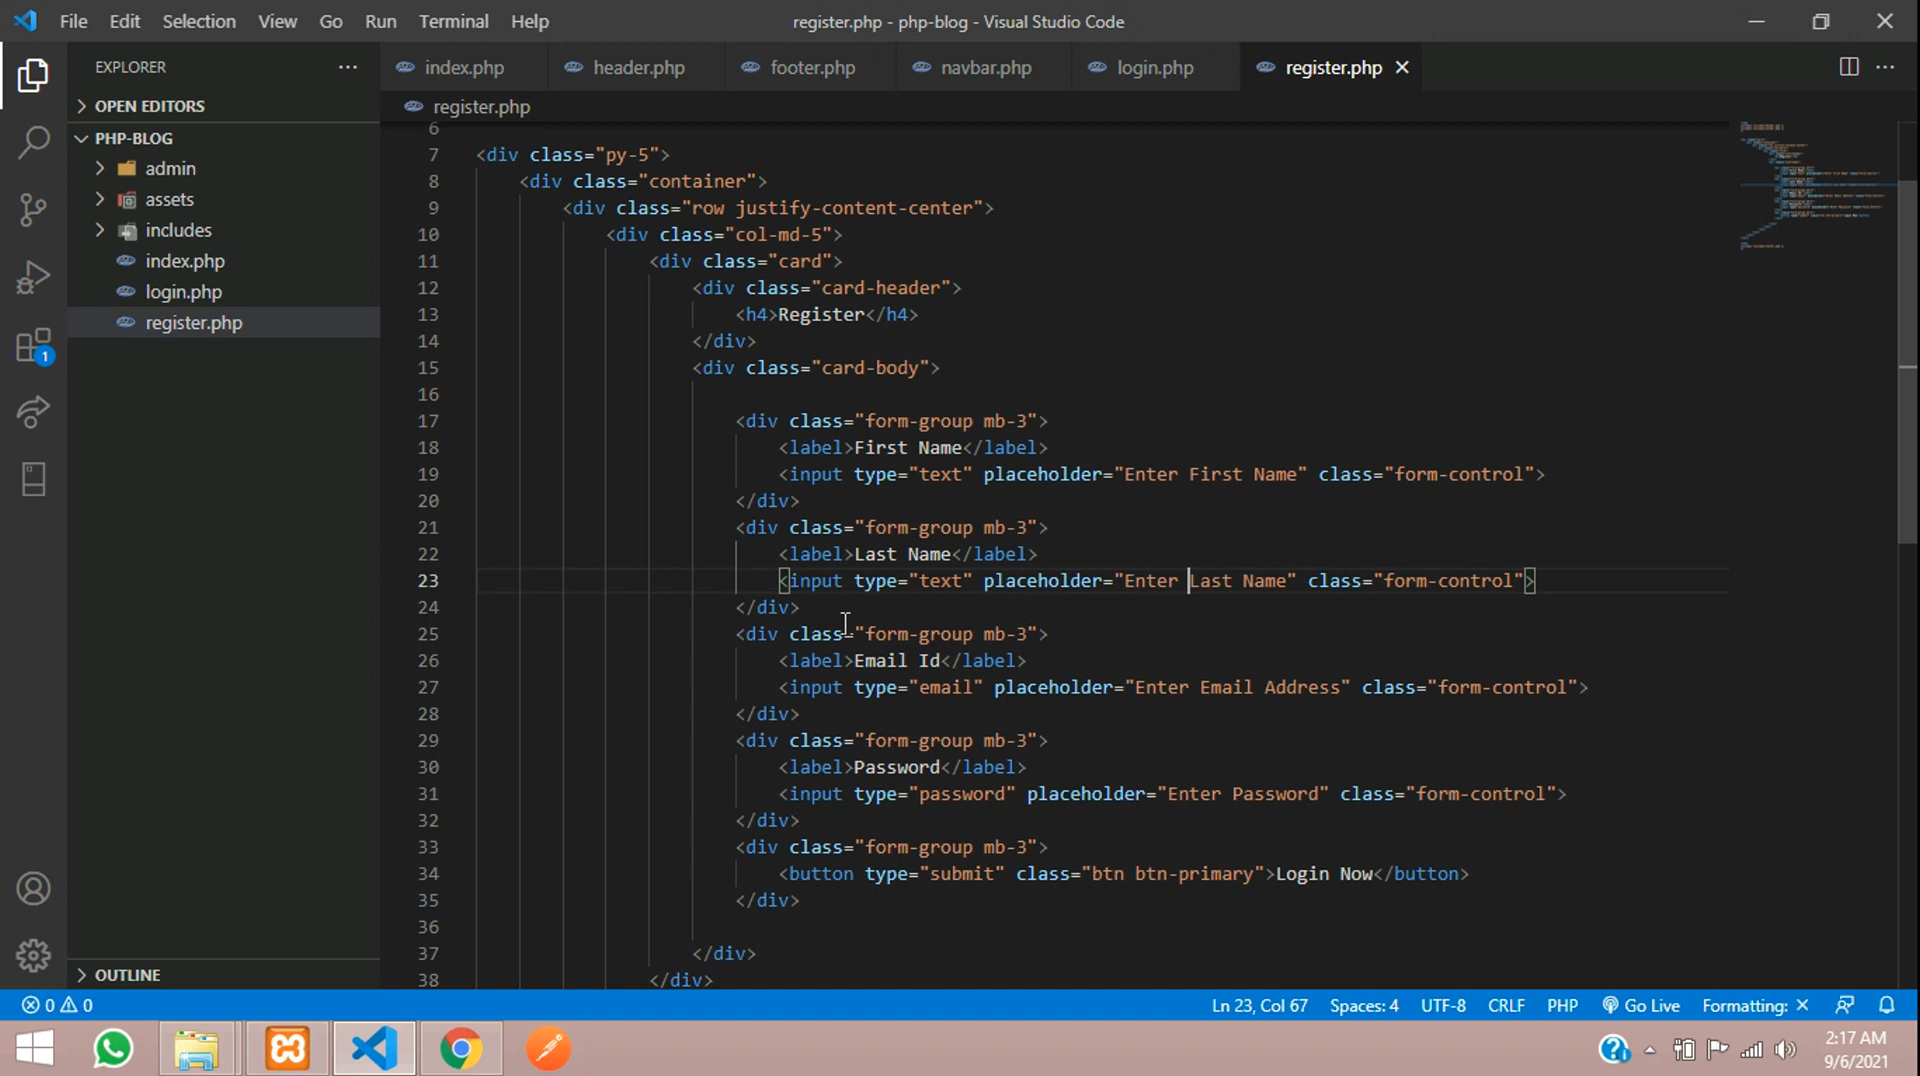 File Edit Selection View Go Run Terminal Help register.php - php-blog - Visual Studio Code
EXPLORER ···
index.php header.php footer.php navbar.php login.php register.php
OPEN EDITORS
register.php
PHP-BLOG
admin
assets
includes
index.php
login.php
register.php
6
7 <div class="py-5">
8 <div class="container">
9 <div class="row justify-content-center">
10 <div class="col-md-5">
11 <div class="card">
12 <div class="card-header">
13 <h4>Register</h4>
14 </div>
15 <div class="card-body">
16
17 <div class="form-group mb-3">
18 <label>First Name</label>
19 <input type="text" placeholder="Enter First Name" class="form-control">
20 </div>
21 <div class="form-group mb-3">
22 <label>Last Name</label>
23 <input type="text" placeholder="Enter Last Name" class="form-control">
24 </div>
25 <div class="form-group mb-3">
26 <label>Email Id</label>
27 <input type="email" placeholder="Enter Email Address" class="form-control">
28 </div>
29 <div class="form-group mb-3">
30 <label>Password</label>
31 <input type="password" placeholder="Enter Password" class="form-control">
32 </div>
33 <div class="form-group mb-3">
34 <button type="submit" class="btn btn-primary">Login Now</button>
35 </div>
36
37 </div>
38 </div>
1
OUTLINE
0 0 Ln 23, Col 67 Spaces: 4 UTF-8 CRLF PHP Go Live Formatting: ×
2:17 AM
9/6/2021